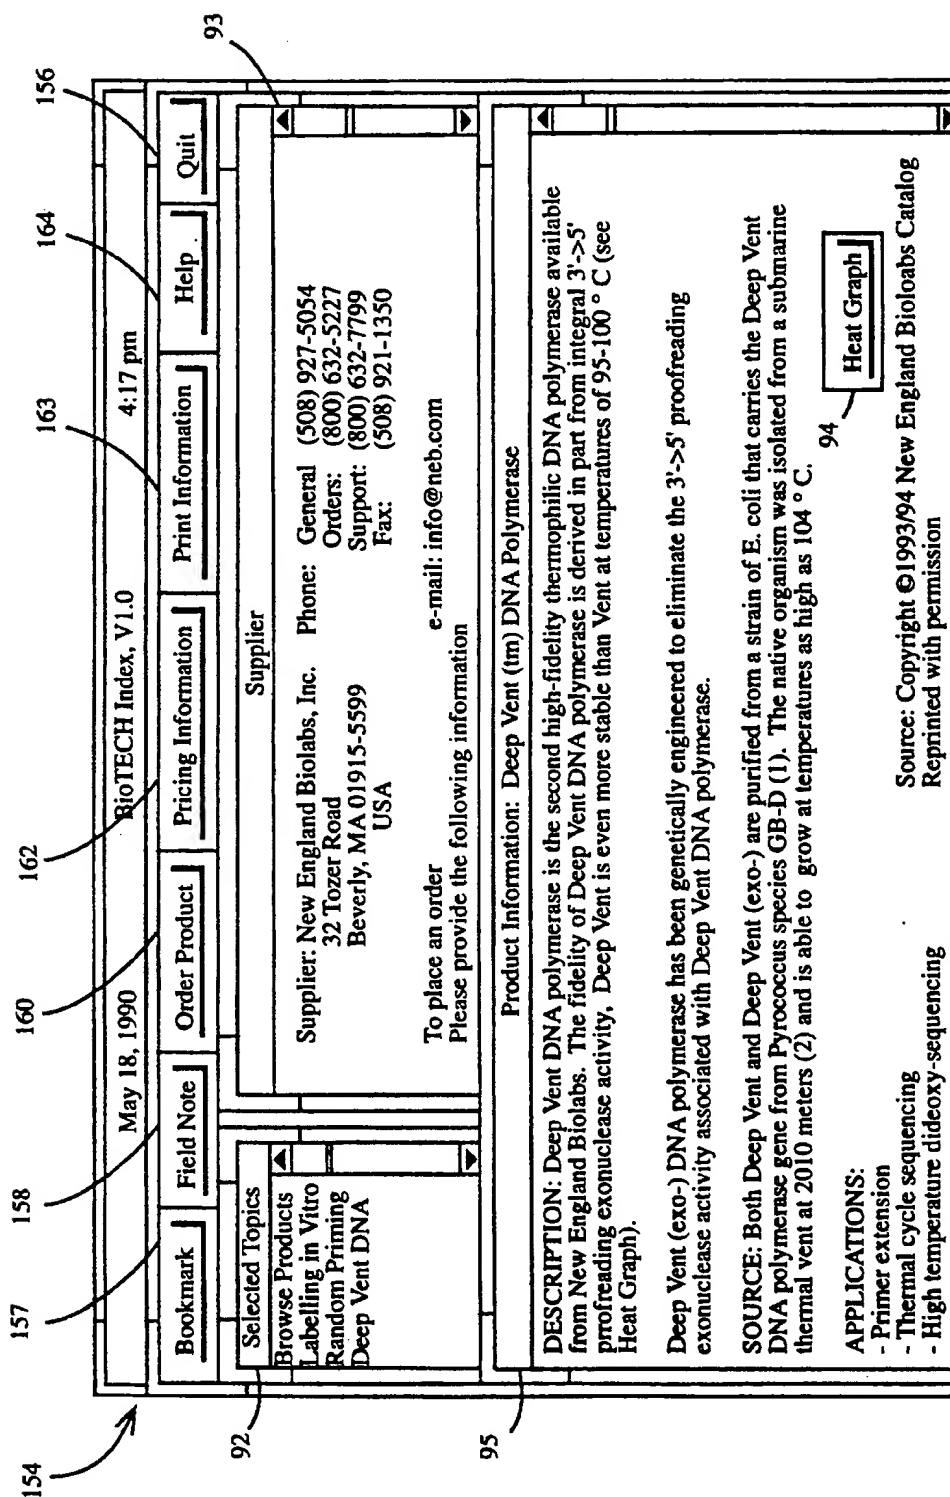 154
157
158
160
162
163
164
156
93
May 18, 1990 BioTECH Index, V1.0 4:17 pm
Bookmark Field Note Order Product Pricing Information Print Information Help Quit
92
Selected Topics
Browse Products
Labelling in Vitro
Random Priming
Deep Vent DNA
Supplier
Supplier: New England Biolabs, Inc. Phone: General (508) 927-5054
32 Tozer Road Orders: (800) 632-5227
Beverly, MA 01915-5599 Support: (800) 632-7799
USA Fax: (508) 921-1350
To place an order e-mail: info@neb.com
Please provide the following information
95
Product Information: Deep Vent (tm) DNA Polymerase
DESCRIPTION: Deep Vent DNA polymerase is the second high-fidelity thermophilic DNA polymerase available
from New England Biolabs. The fidelity of Deep Vent DNA polymerase is derived in part from integral 3'->5'
profreading exonuclease activity, Deep Vent is even more stable than Vent at temperatures of 95-100 ° C (see
Heat Graph).
Deep Vent (exo-) DNA polymerase has been genetically engineered to eliminate the 3'->5' proofreading
exonuclease activity associated with Deep Vent DNA polymerase.
SOURCE: Both Deep Vent and Deep Vent (exo-) are purified from a strain of E. coli that carries the Deep Vent
DNA polymerase gene from Pyrococcus species GB-D (1). The native organism was isolated from a submarine
thermal vent at 2010 meters (2) and is able to grow at temperatures as high as 104 ° C.
94
Heat Graph
APPLICATIONS:
- Primer extension
- Thermal cycle sequencing
- High temperature dideoxy-sequencing
Source: Copyright ©1993/94 New England Bioloabs Catalog
Reprinted with permission